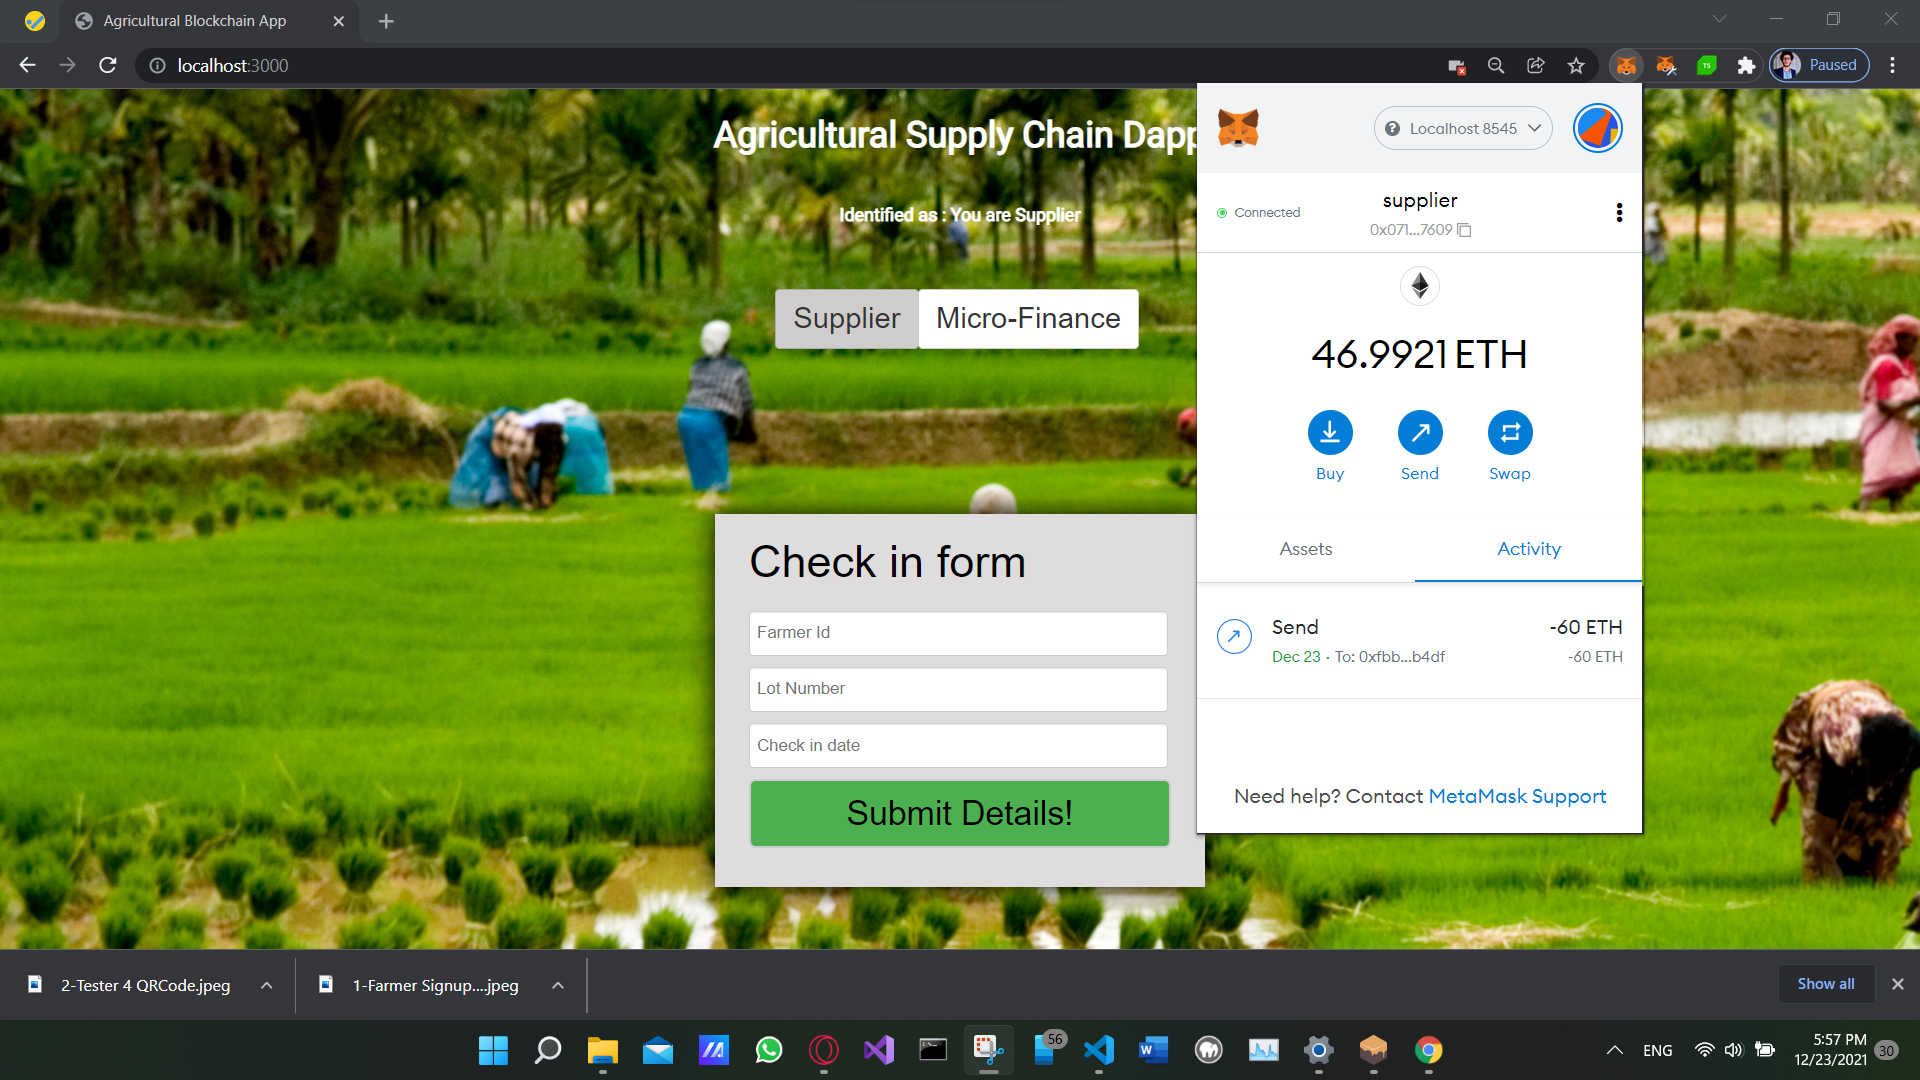 Agricultural Blockchain App
localhost:3000
TS
Paused
Agricultural Supply Chain Dapp
Identified as : You are Supplier
Supplier
Micro-Finance
Check in form
Farmer Id
Lot Number
Check in date
Submit Details!
Localhost 8545
Connected
supplier
0x071...7609
46.9921 ETH
Buy
Send
Swap
Assets
Activity
Send
-60 ETH
Dec 23 · To: 0xfbb...b4df
-60 ETH
Need help? Contact MetaMask Support
2-Tester 4 QRCode.jpeg
1-Farmer Signup....jpeg
Show all
56
W
ENG
5:57 PM
12/23/2021
30